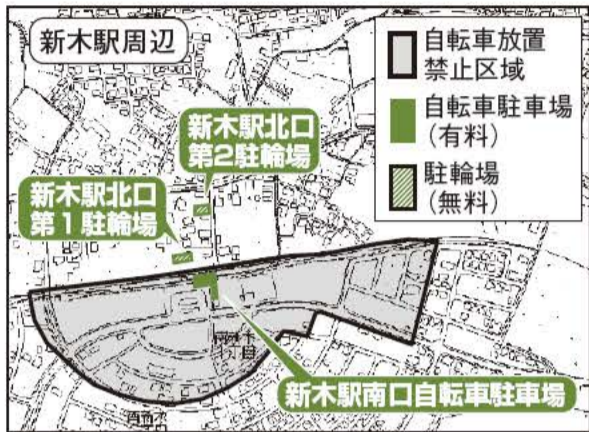 新木駅周辺
自転車放置
禁止区域
自転車駐車場
(有料)
駐輪場
(無料)
新木駅北口
第2駐輪場
新木駅北口
第1駐輪場
新木駅南口自転車駐車場